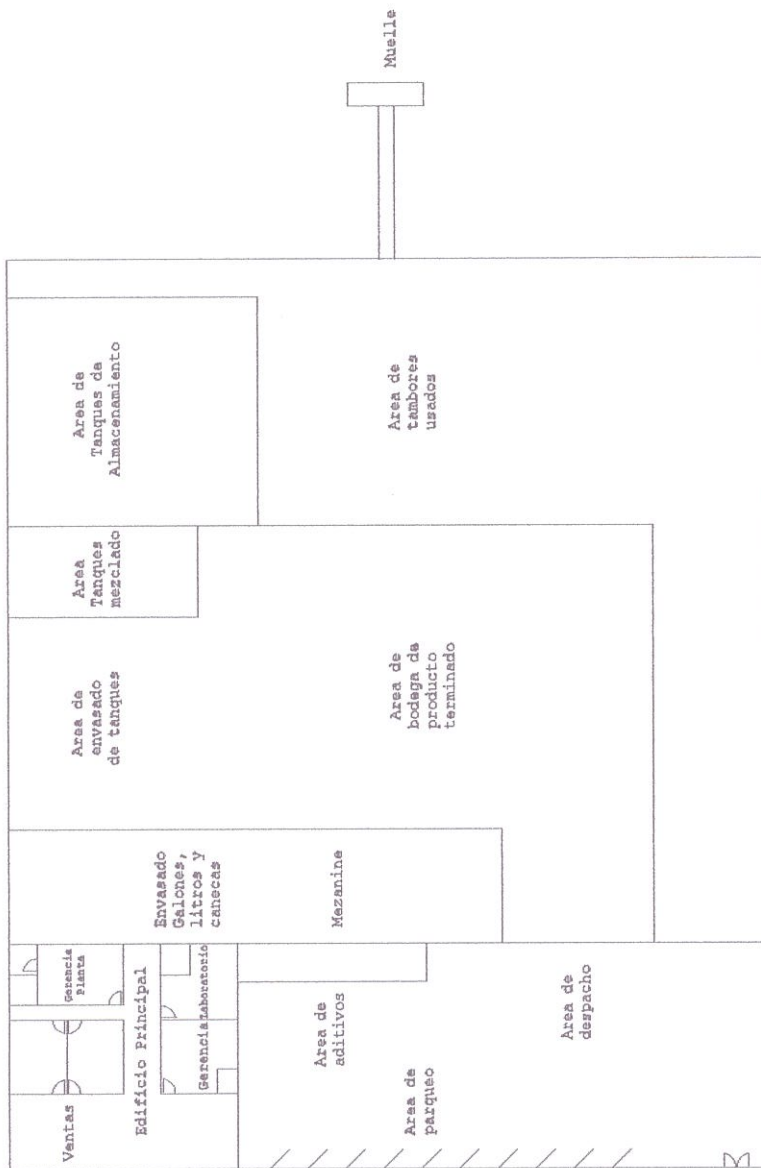 Muelle
Area de
Tanques de
Almacenamiento
Area de
tambores
usados
Area
Tanques
mezclado
Area de
envasado
de tanques
Area de
bodega de
producto
terminado
Envasado
Galones,
litros y
canecas
Mezanine
Gerencia
Planta
Edificio Principal
Laboratorio
Gerencia
Ventas
Area de
aditivos
Area de
parqueo
Area de
despacho